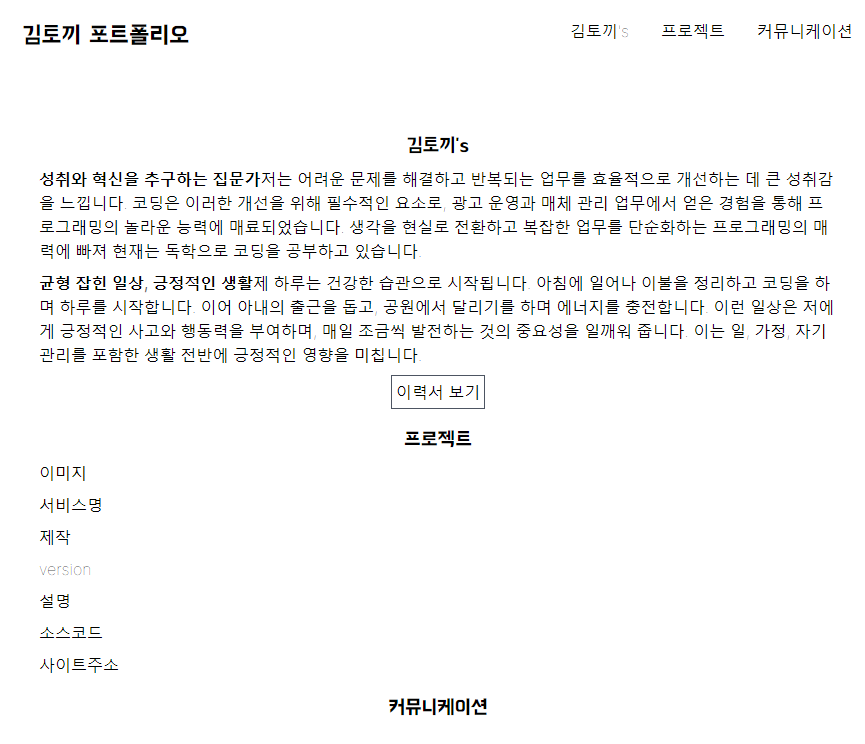 김토끼 포트폴리오
김토끼's 프로젝트 커뮤니케이션
김토끼's
성취와 혁신을 추구하는 집문가저는 어려운 문제를 해결하고 반복되는 업무를 효율적으로 개선하는 데 큰 성취감
을 느낍니다. 코딩은 이러한 개선을 위해 필수적인 요소로, 광고 운영과 매체 관리 업무에서 얻은 경험을 통해 프
로그래밍의 놀라운 능력에 매료되었습니다. 생각을 현실로 전환하고 복잡한 업무를 단순화하는 프로그래밍의 매
력에 빠져 현재는 독학으로 코딩을 공부하고 있습니다.
균형 잡힌 일상, 긍정적인 생활제 하루는 건강한 습관으로 시작됩니다. 아침에 일어나 이불을 정리하고 코딩을 하
며 하루를 시작합니다. 이어 아내의 출근을 돕고, 공원에서 달리기를 하며 에너지를 충전합니다. 이런 일상은 저에
게 긍정적인 사고와 행동력을 부여하며, 매일 조금씩 발전하는 것의 중요성을 일깨워 줍니다. 이는 일, 가정, 자기
관리를 포함한 생활 전반에 긍정적인 영향을 미칩니다.
이력서 보기
프로젝트
이미지
서비스명
제작
version
설명
소스코드
사이트주소
커뮤니케이션